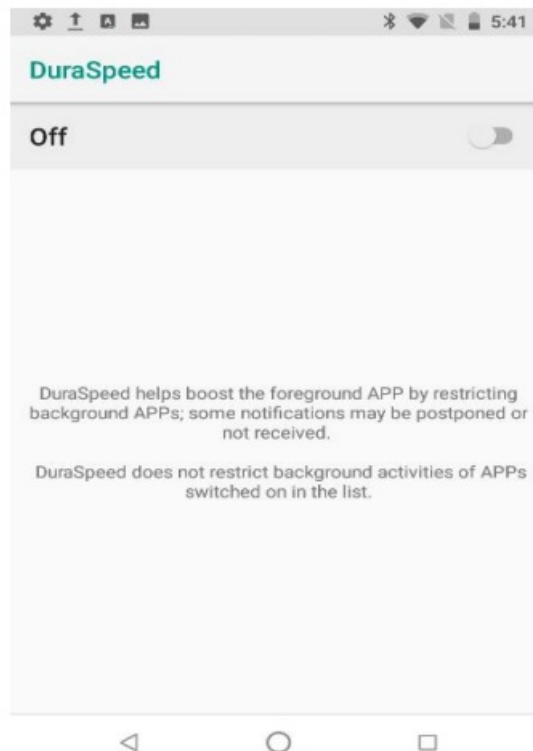 5:41
DuraSpeed
Off
DuraSpeed helps boost the foreground APP by restricting
background APPs; some notifications may be postponed or
not received.
DuraSpeed does not restrict background activities of APPs
switched on in the list.